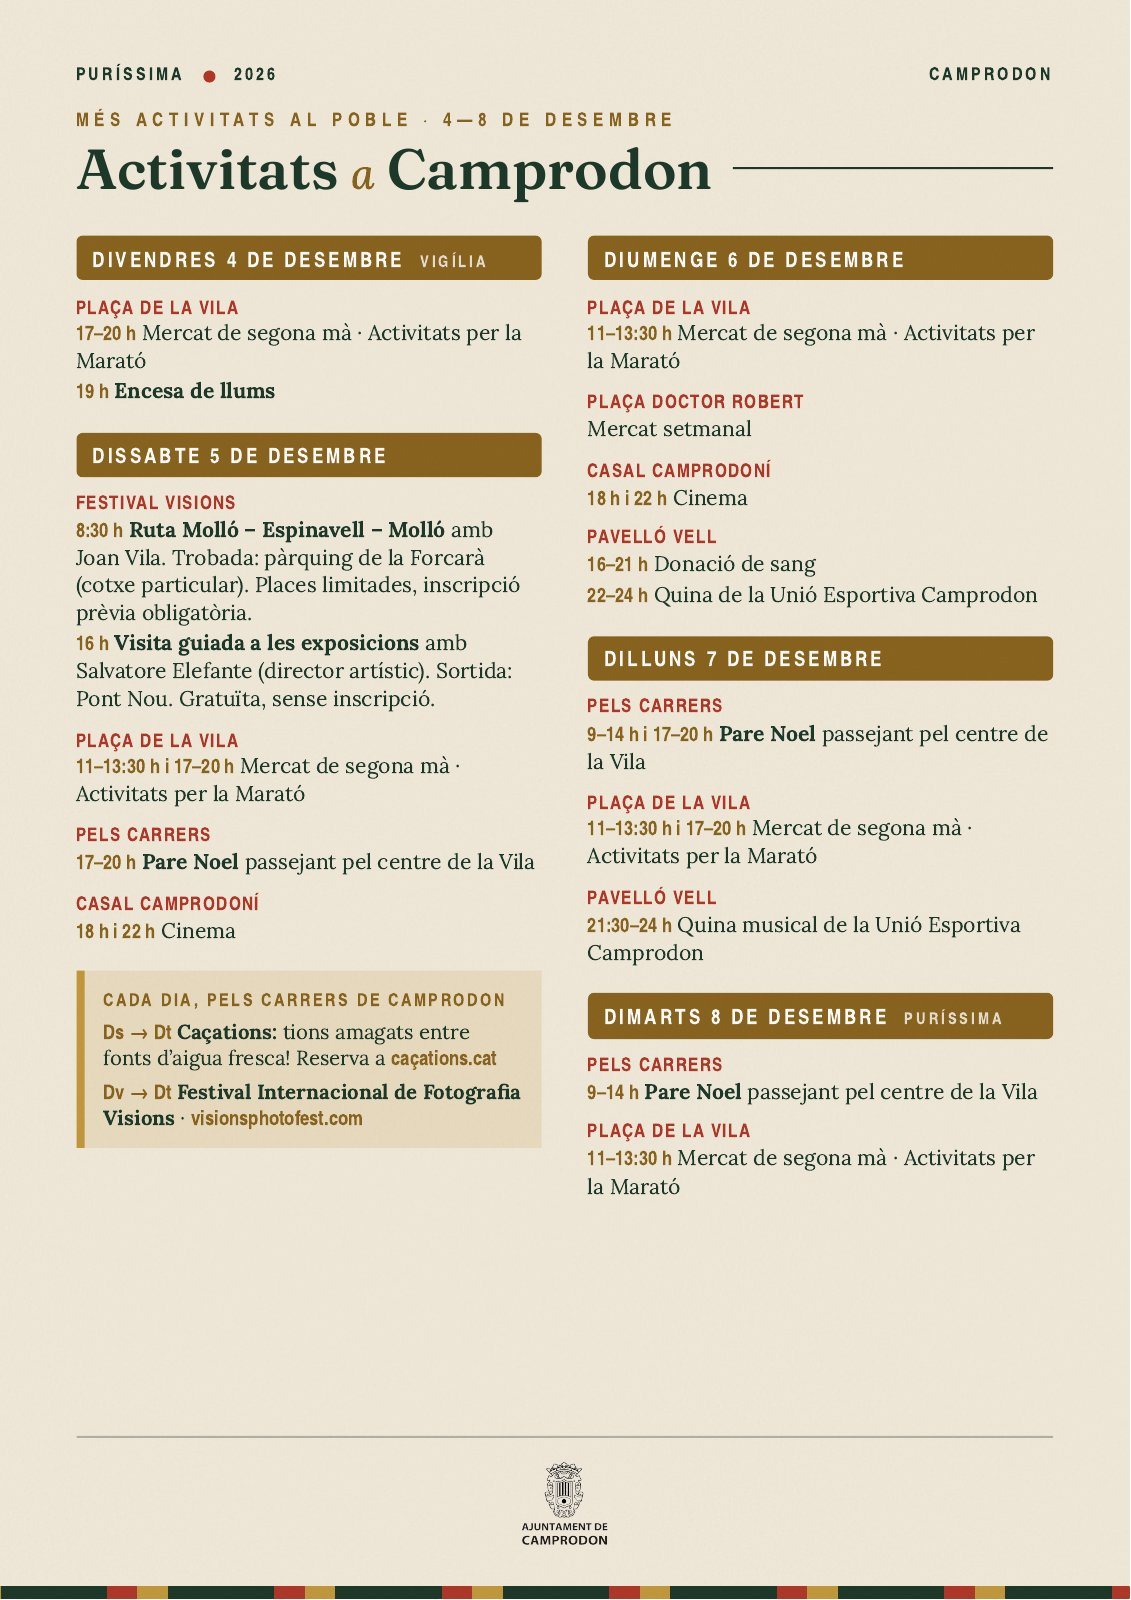 PURÍSSIMA ● 2026
CAMPRODON
MÉS ACTIVITATS AL POBLE · 4—8 DE DESEMBRE
Activitats a Camprodon
DIVENDRES 4 DE DESEMBRE VIGÍLIA
PLAÇA DE LA VILA
17–20 h Mercat de segona mà · Activitats per la
Marató
19 h Encesa de llums
DISSABTE 5 DE DESEMBRE
FESTIVAL VISIONS
8:30 h Ruta Molló – Espinavell – Molló amb
Joan Vila. Trobada: pàrquing de la Forcarà
(cotxe particular). Places limitades, inscripció
prèvia obligatòria.
16 h Visita guiada a les exposicions amb
Salvatore Elefante (director artístic). Sortida:
Pont Nou. Gratuïta, sense inscripció.
PLAÇA DE LA VILA
11–13:30 h i 17–20 h Mercat de segona mà ·
Activitats per la Marató
PELS CARRERS
17–20 h Pare Noel passejant pel centre de la Vila
CASAL CAMPRODONÍ
18 h i 22 h Cinema
CADA DIA, PELS CARRERS DE CAMPRODON
Ds → Dt Caçations: tions amagats entre
fonts d’aigua fresca! Reserva a caçations.cat
Dv → Dt Festival Internacional de Fotografia
Visions · visionsphotofest.com
DIUMENGE 6 DE DESEMBRE
PLAÇA DE LA VILA
11–13:30 h Mercat de segona mà · Activitats per
la Marató
PLAÇA DOCTOR ROBERT
Mercat setmanal
CASAL CAMPRODONÍ
18 h i 22 h Cinema
PAVELLÓ VELL
16–21 h Donació de sang
22–24 h Quina de la Unió Esportiva Camprodon
DILLUNS 7 DE DESEMBRE
PELS CARRERS
9–14 h i 17–20 h Pare Noel passejant pel centre de
la Vila
PLAÇA DE LA VILA
11–13:30 h i 17–20 h Mercat de segona mà ·
Activitats per la Marató
PAVELLÓ VELL
21:30–24 h Quina musical de la Unió Esportiva
Camprodon
DIMARTS 8 DE DESEMBRE PURÍSSIMA
PELS CARRERS
9–14 h Pare Noel passejant pel centre de la Vila
PLAÇA DE LA VILA
11–13:30 h Mercat de segona mà · Activitats per
la Marató
AJUNTAMENT DE
CAMPRODON